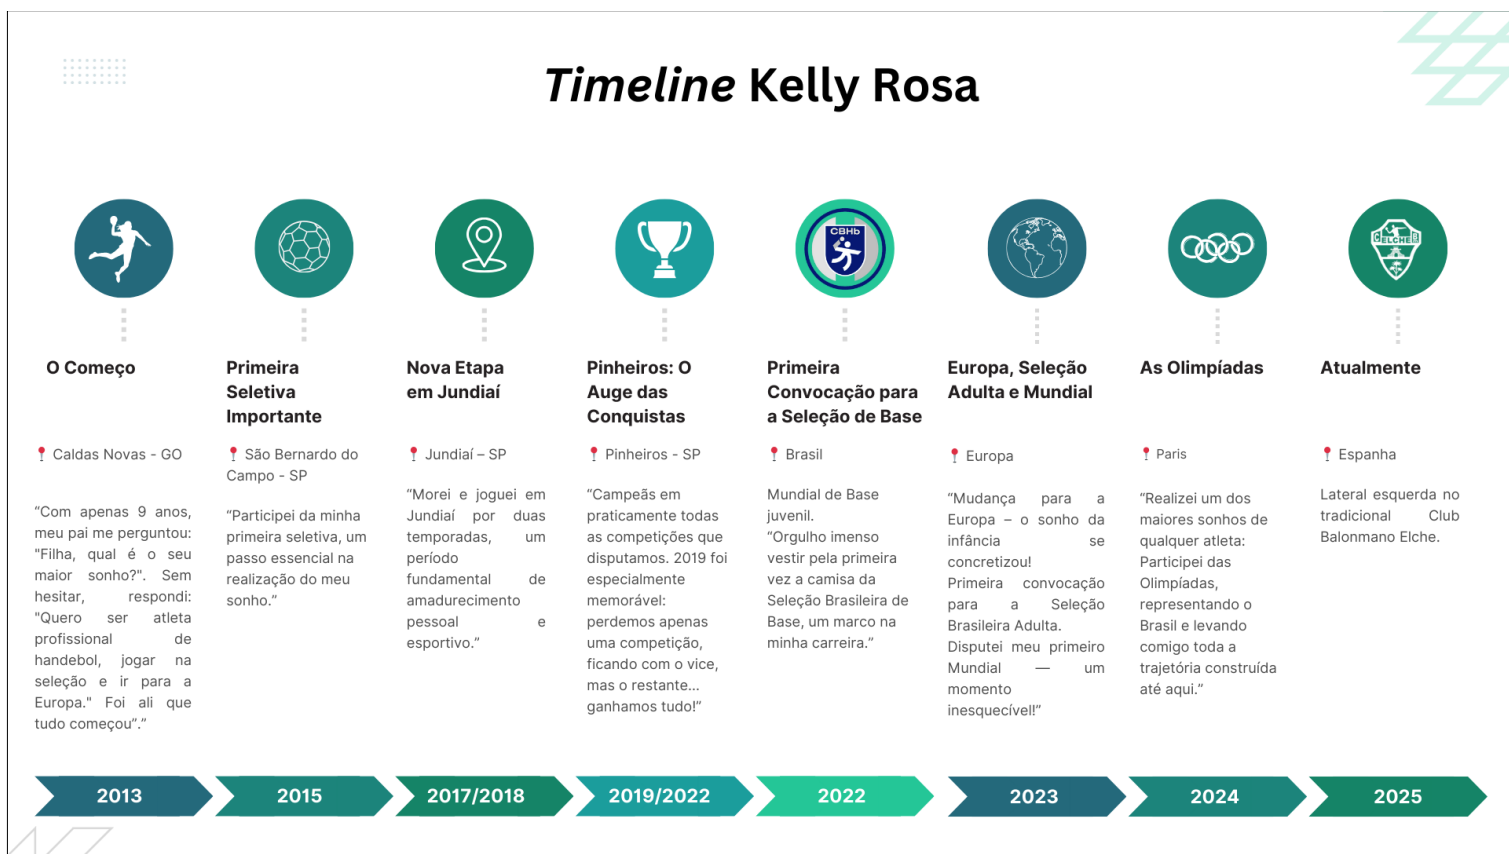 Timeline Kelly Rosa
CBHb
CELCHEB
O Começo
📍 Caldas Novas - GO
“Com apenas 9 anos,
meu pai me perguntou:
"Filha, qual é o seu
maior sonho?". Sem
hesitar, respondi:
"Quero ser atleta
profissional de
handebol, jogar na
seleção e ir para a
Europa." Foi ali que
tudo começou”.”
Primeira
Seletiva
Importante
📍 São Bernardo do
Campo - SP
“Participei da minha
primeira seletiva, um
passo essencial na
realização do meu
sonho.”
Nova Etapa
em Jundiaí
📍 Jundiaí – SP
“Morei e joguei em
Jundiaí por duas
temporadas, um
período
fundamental de
amadurecimento
pessoal e
esportivo.”
Pinheiros: O
Auge das
Conquistas
📍 Pinheiros - SP
“Campeãs em
praticamente todas
as competições que
disputamos. 2019 foi
especialmente
memorável:
perdemos apenas
uma competição,
ficando com o vice,
mas o restante...
ganhamos tudo!”
Primeira
Convocação para
a Seleção de Base
📍 Brasil
Mundial de Base
juvenil.
“Orgulho imenso
vestir pela primeira
vez a camisa da
Seleção Brasileira de
Base, um marco na
minha carreira.”
Europa, Seleção
Adulta e Mundial
📍 Europa
“Mudança para a
Europa – o sonho da
infância se
concretizou!
Primeira convocação
para a Seleção
Brasileira Adulta.
Disputei meu primeiro
Mundial — um
momento
inesquecível!”
As Olimpíadas
📍 Paris
“Realizei um dos
maiores sonhos de
qualquer atleta:
Participei das
Olimpíadas,
representando o
Brasil e levando
comigo toda a
trajetória construída
até aqui.”
Atualmente
📍 Espanha
Lateral esquerda no
tradicional Club
Balonmano Elche.
2013
2015
2017/2018
2019/2022
2022
2023
2024
2025